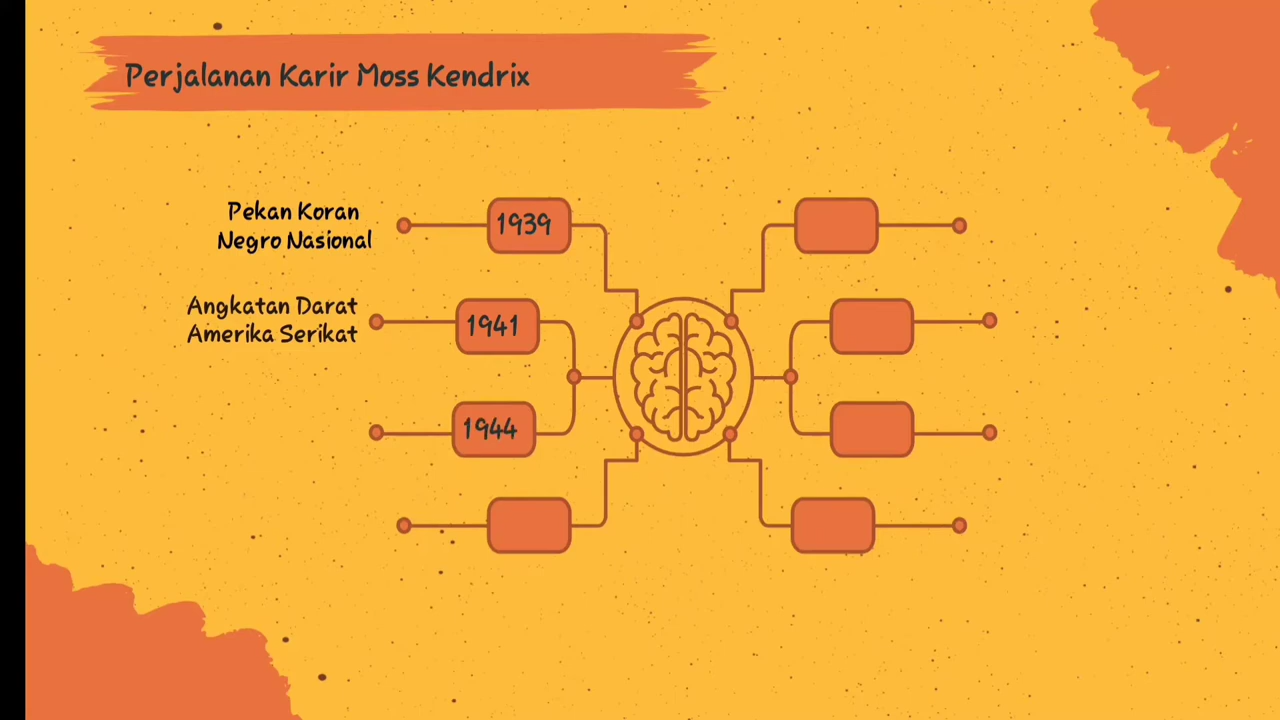 Perjalanan Karir Moss Kendrix
Pekan Koran
Negro Nasional
1939
Angkatan Darat
Amerika Serikat
1941
1944